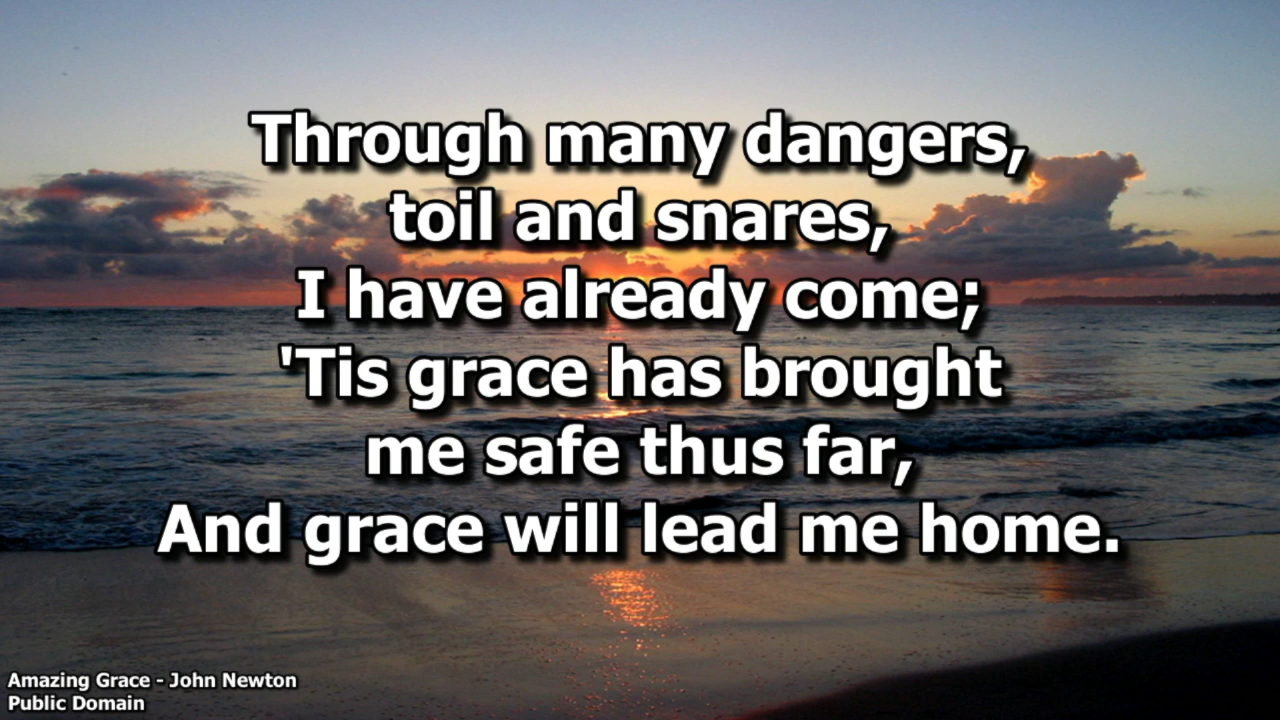 Through many dangers,
toil and snares,
I have already come;
'Tis grace has brought
me safe thus far,
And grace will lead me home.
Amazing Grace - John Newton
Public Domain